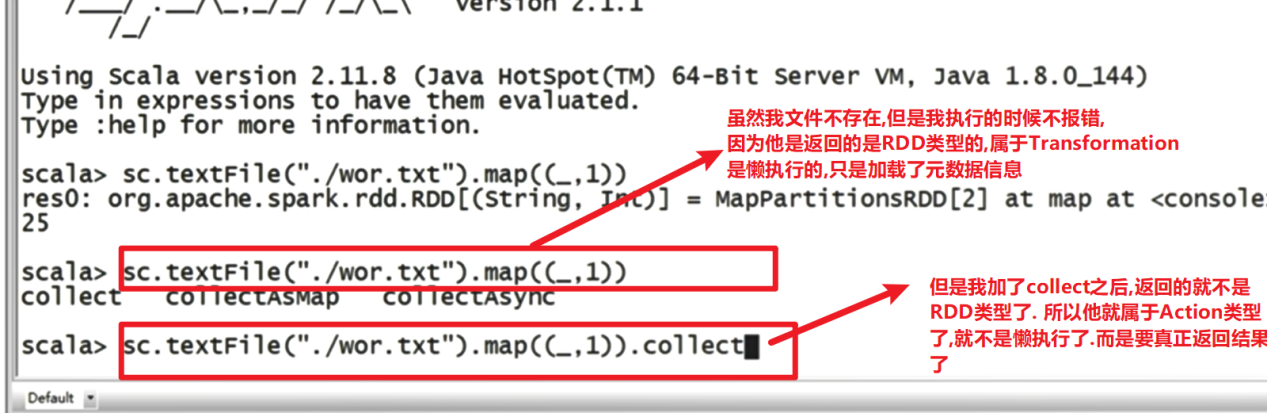 version 2.1.1
Using Scala version 2.11.8 (Java HotSpot(TM) 64-Bit Server VM, Java 1.8.0_144)
Type in expressions to have them evaluated.
Type :help for more information.
虽然我文件不存在,但是我执行的时候不报错,
因为他是返回的是RDD类型的,属于Transformation
是懒执行的,只是加载了元数据信息
scala> sc.textFile("./wor.txt").map((_,1))
res0: org.apache.spark.rdd.RDD[(String, Int)] = MapPartitionsRDD[2] at map at <console>:
25
scala> sc.textFile("./wor.txt").map((_,1))
collect collectAsMap collectAsync
scala> sc.textFile("./wor.txt").map((_,1)).collect
但是我加了collect之后,返回的就不是
RDD类型了. 所以他就属于Action类型
了,就不是懒执行了.而是要真正返回结果
了
Default